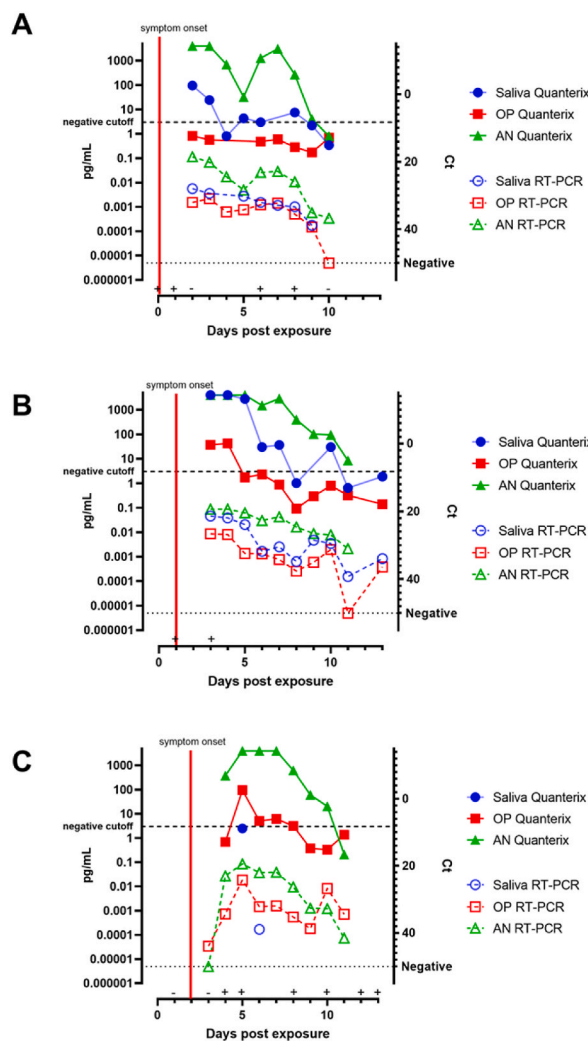 A
symptom onset
1000
100
10
negative cutoff
1
0.1
0.01
0.001
0.0001
0.00001
0.000001
pg/mL
0
20
40
Negative
Ct
+ + - + + -
0 5 10
Days post exposure
Saliva Quanterix
OP Quanterix
AN Quanterix
Saliva RT-PCR
OP RT-PCR
AN RT-PCR
B
symptom onset
1000
100
10
negative cutoff
1
0.1
0.01
0.001
0.0001
0.00001
0.000001
pg/mL
0
20
40
Negative
Ct
+ +
0 5 10
Days post exposure
Saliva Quanterix
OP Quanterix
AN Quanterix
Saliva RT-PCR
OP RT-PCR
AN RT-PCR
C
symptom onset
1000
100
10
negative cutoff
1
0.1
0.01
0.001
0.0001
0.00001
0.000001
pg/mL
0
20
40
Negative
Ct
- - + + + + + +
0 5 10
Days post exposure
Saliva Quanterix
OP Quanterix
AN Quanterix
Saliva RT-PCR
OP RT-PCR
AN RT-PCR